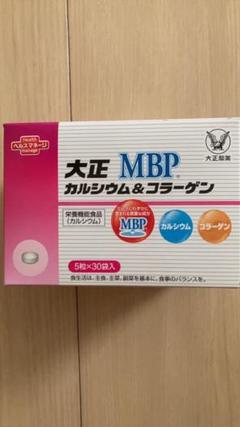 Health
ヘルスマネージ
manage
大正製薬
大正 MBP®
カルシウム&コラーゲン
栄養機能食品
(カルシウム)
MBP
カルシウム
コラーゲン
5粒×30袋入
食生活は、主食、主菜、副菜を基本に、食事のバランスを。